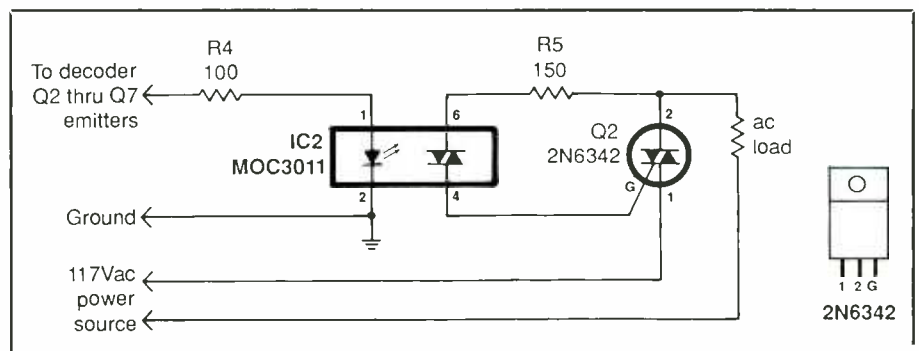 R4
100
R5
150
To decoder
Q2 thru Q7
emitters
1
6
2
IC2
MOC3011
Q2
2N6342
ac
load
G
2
4
1
Ground
117Vac
power
source
1 2 G
2N6342